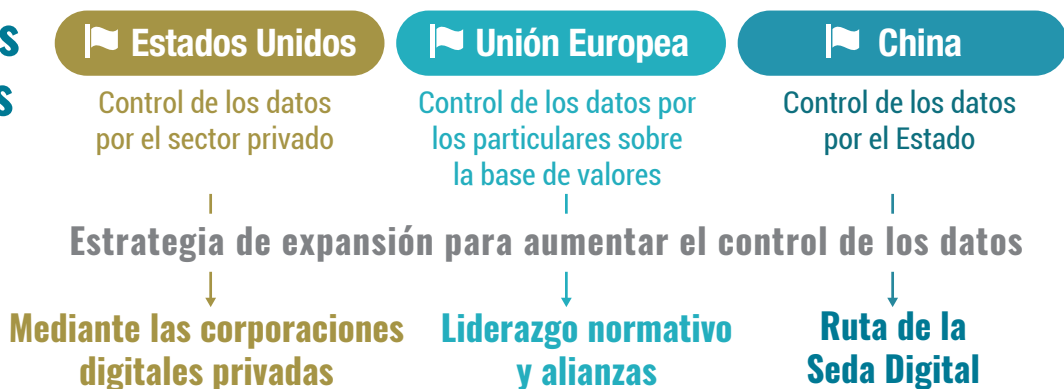 s
s
Estados Unidos
Control de los datos
por el sector privado
Unión Europea
Control de los datos por
los particulares sobre
la base de valores
China
Control de los datos
por el Estado
Estrategia de expansión para aumentar el control de los datos
Mediante las corporaciones
digitales privadas
Liderazgo normativo
y alianzas
Ruta de la
Seda Digital